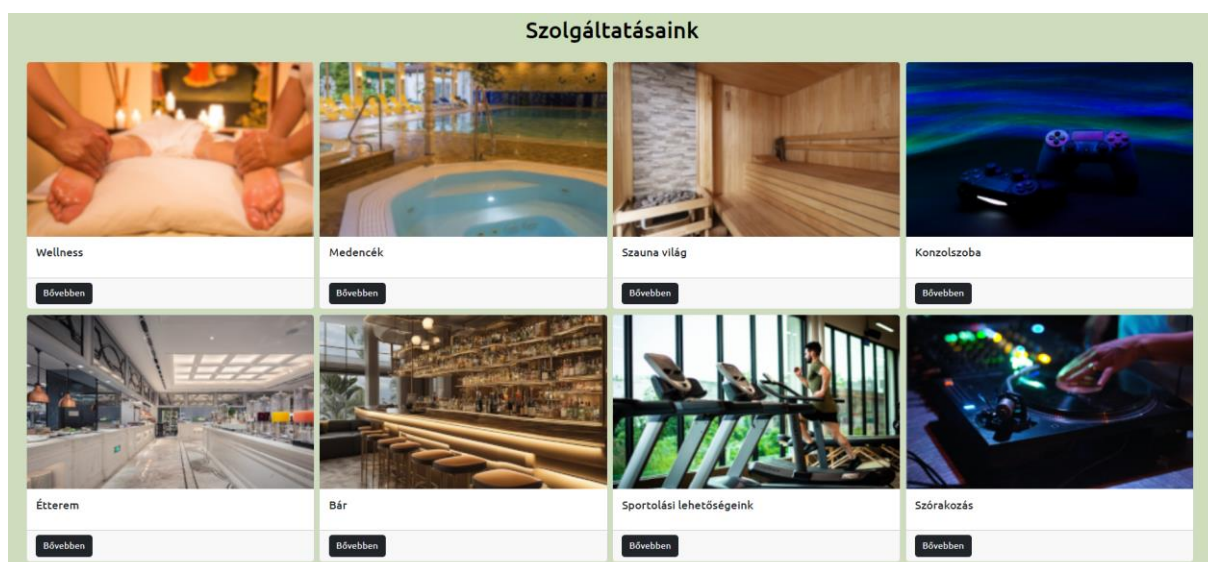 Szolgáltatásaink
Wellness
Medencék
Szauna világ
Konzolszoba
Bővebben
Bővebben
Bővebben
Bővebben
Étterem
Bár
Sportolási lehetőségeink
Szórakozás
Bővebben
Bővebben
Bővebben
Bővebben